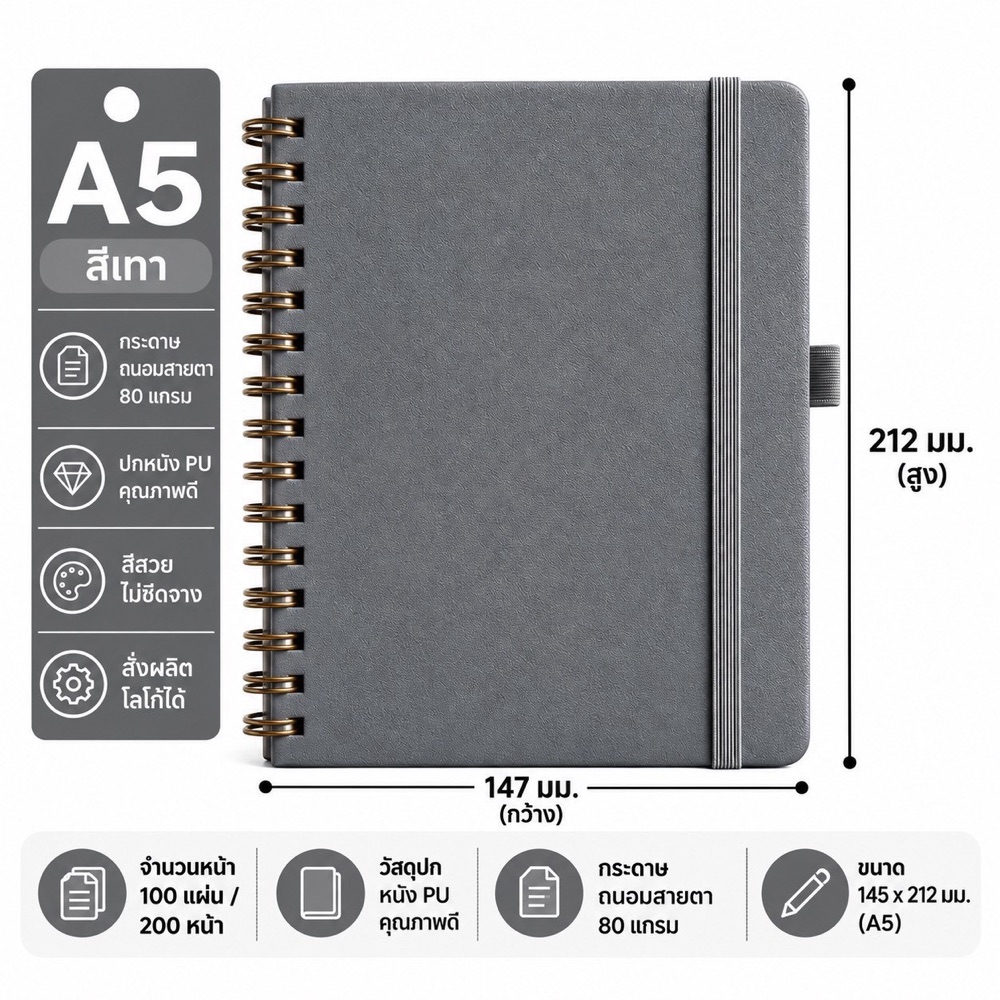 A5
สีเทา
กระดาษ
ถนอมสายตา
80 แกรม
ปกหนัง PU
คุณภาพดี
สีสวย
ไม่ซีดจาง
สั่งผลิต
โลโก้ได้
212 มม.
(สูง)
147 มม.
(กว้าง)
จำนวนหน้า
100 แผ่น /
200 หน้า
วัสดุปก
หนัง PU
คุณภาพดี
กระดาษ
ถนอมสายตา
80 แกรม
ขนาด
145 x 212 มม.
(A5)